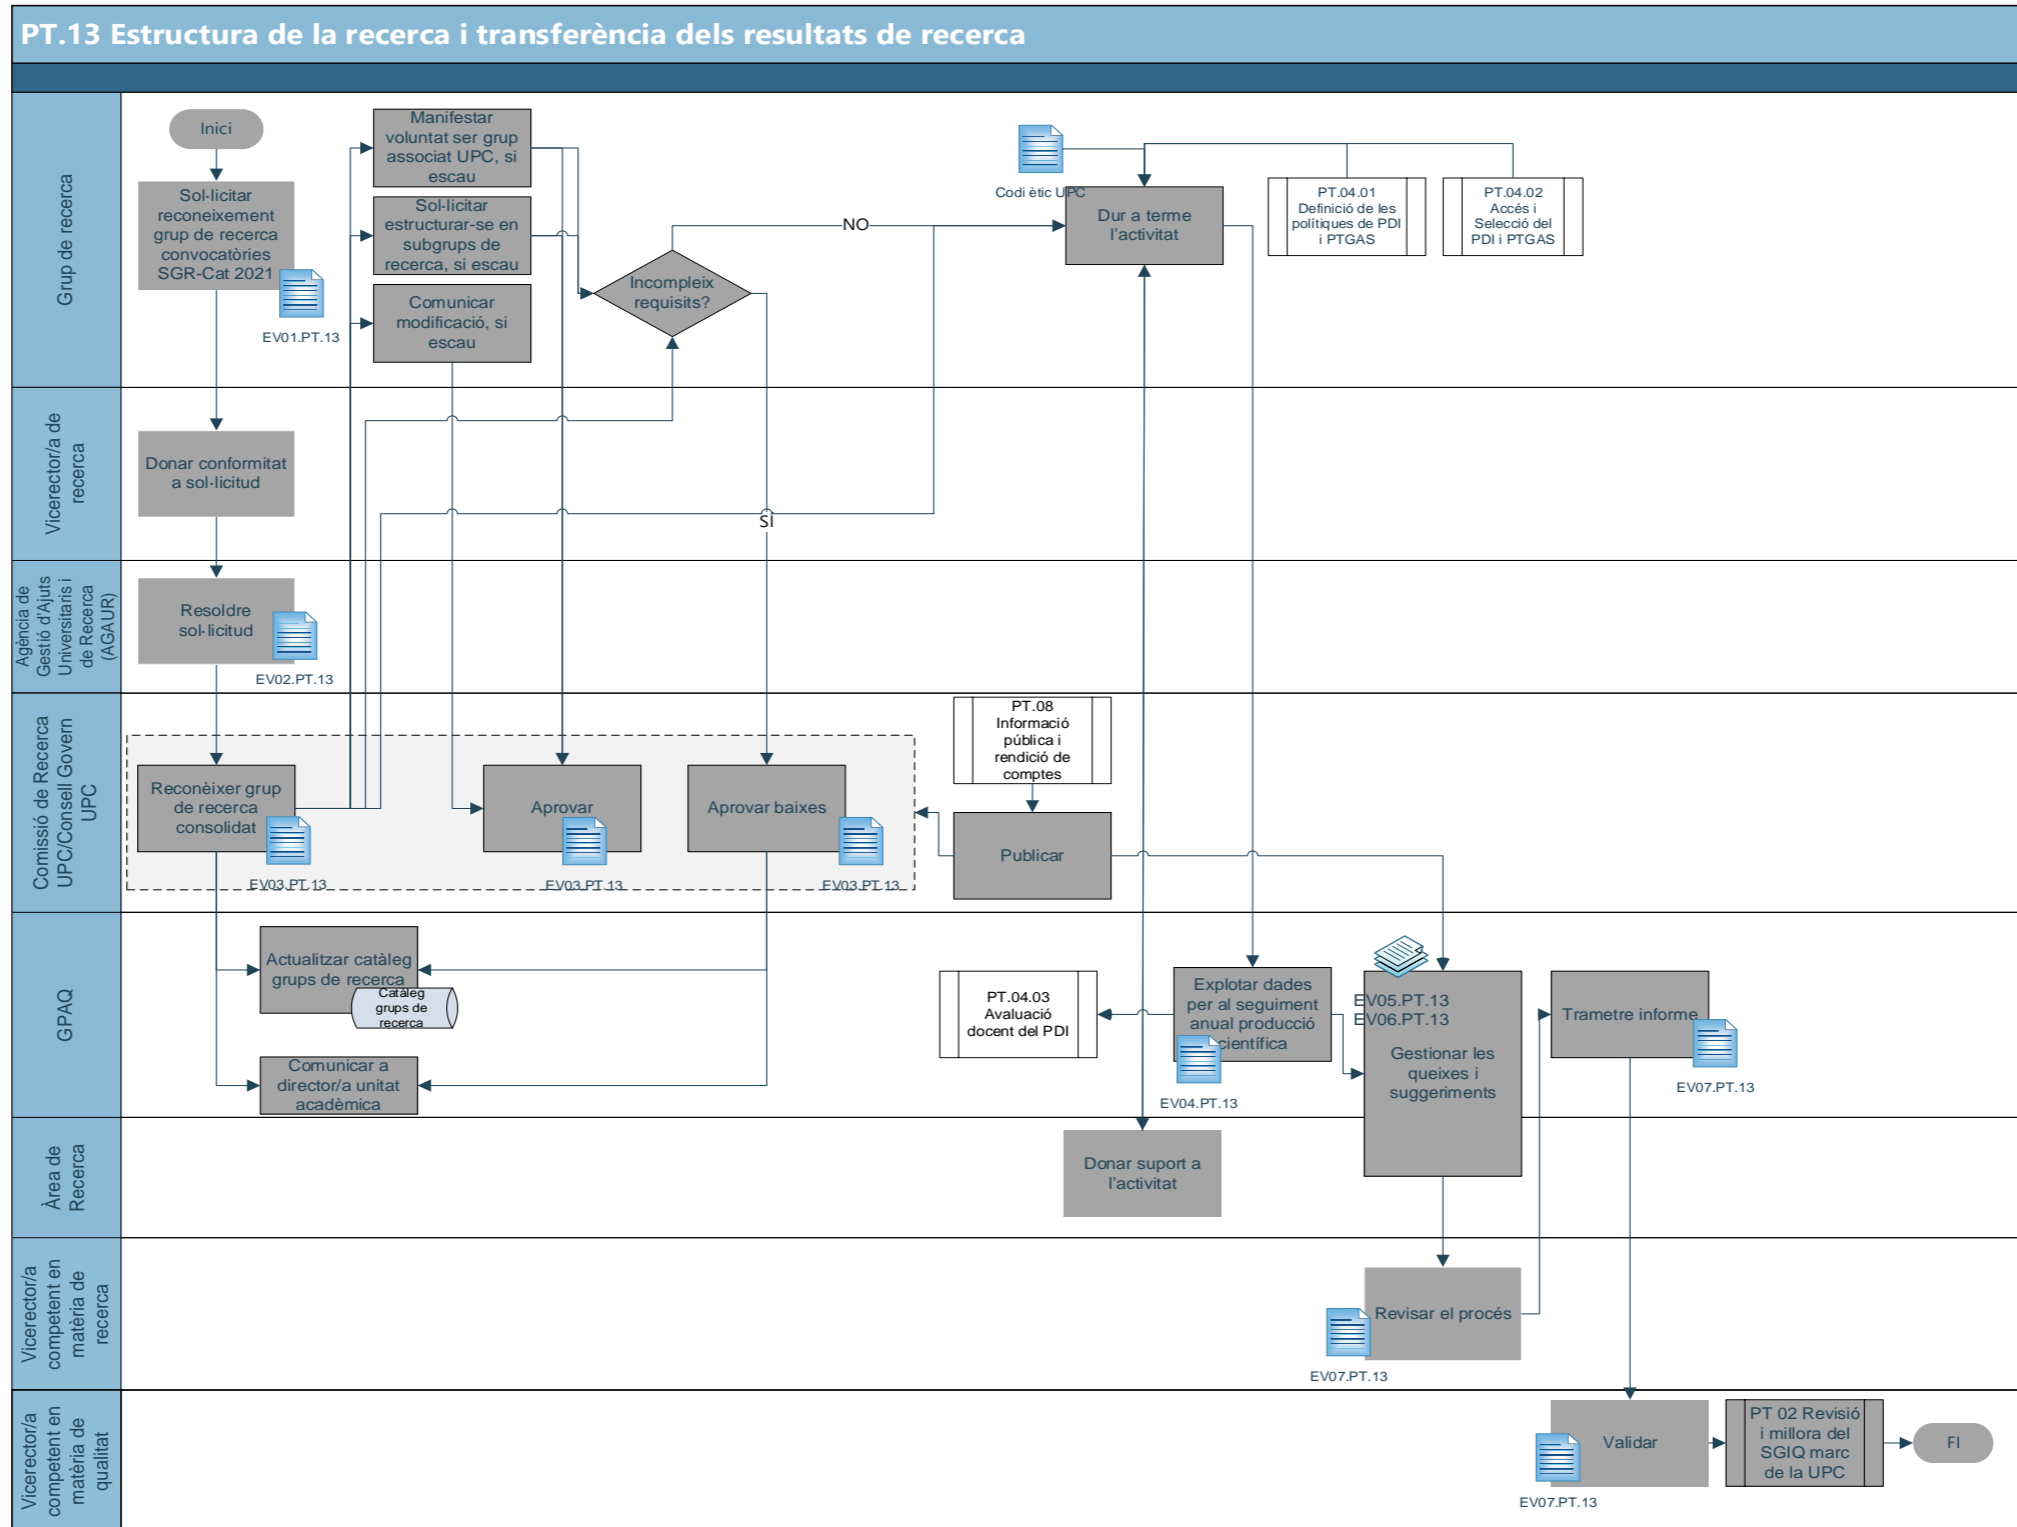 PT.13 Estructura de la recerca i transferència dels resultats de recerca
Grup de recerca
Inici
Sol·licitar
reconeixement
grup de recerca
convocatòries
SGR-Cat 2021
EV01.PT.13
Manifestar
voluntat ser grup
associat UPC, si
escau
Sol·licitar
estructurar-se en
subgrups de
recerca, si escau
Comunicar
modificació, si
escau
Incompleix
requisits?
NO
SÍ
Codi ètic UPC
Dur a terme
l'activitat
PT.04.01
Definició de les
polítiques de PDI
i PTGAS
PT.04.02
Accés i
Selecció del
PDI i PTGAS
Vicerector/a de
recerca
Donar conformitat
a sol·licitud
Agència de
Gestió d'Ajuts
Universitaris i
de Recerca
(AGAUR)
Resoldre
sol·licitud
EV02.PT.13
Comissió de Recerca
UPC/Consell Govern
UPC
Reconèixer grup
de recerca
consolidat
EV03.PT.13
Aprovar
EV03.PT.13
Aprovar baixes
EV03.PT.13
PT.08
Informació
pública i
rendició de
comptes
Publicar
GPAQ
Actualitzar catàleg
grups de recerca
Catàleg
grups de
recerca
Comunicar a
director/a unitat
acadèmica
PT.04.03
Avaluació
docent del PDI
Explotar dades
per al seguiment
anual producció
científica
EV04.PT.13
EV05.PT.13
EV06.PT.13
Gestionar les
queixes i
suggeriments
Trametre informe
EV07.PT.13
Àrea de
Recerca
Donar suport a
l'activitat
Vicerector/a
competent en
matèria de
recerca
Revisar el procés
EV07.PT.13
Vicerector/a
competent en
matèria de
qualitat
Validar
EV07.PT.13
PT 02 Revisió
i millora del
SGIQ marc
de la UPC
FI